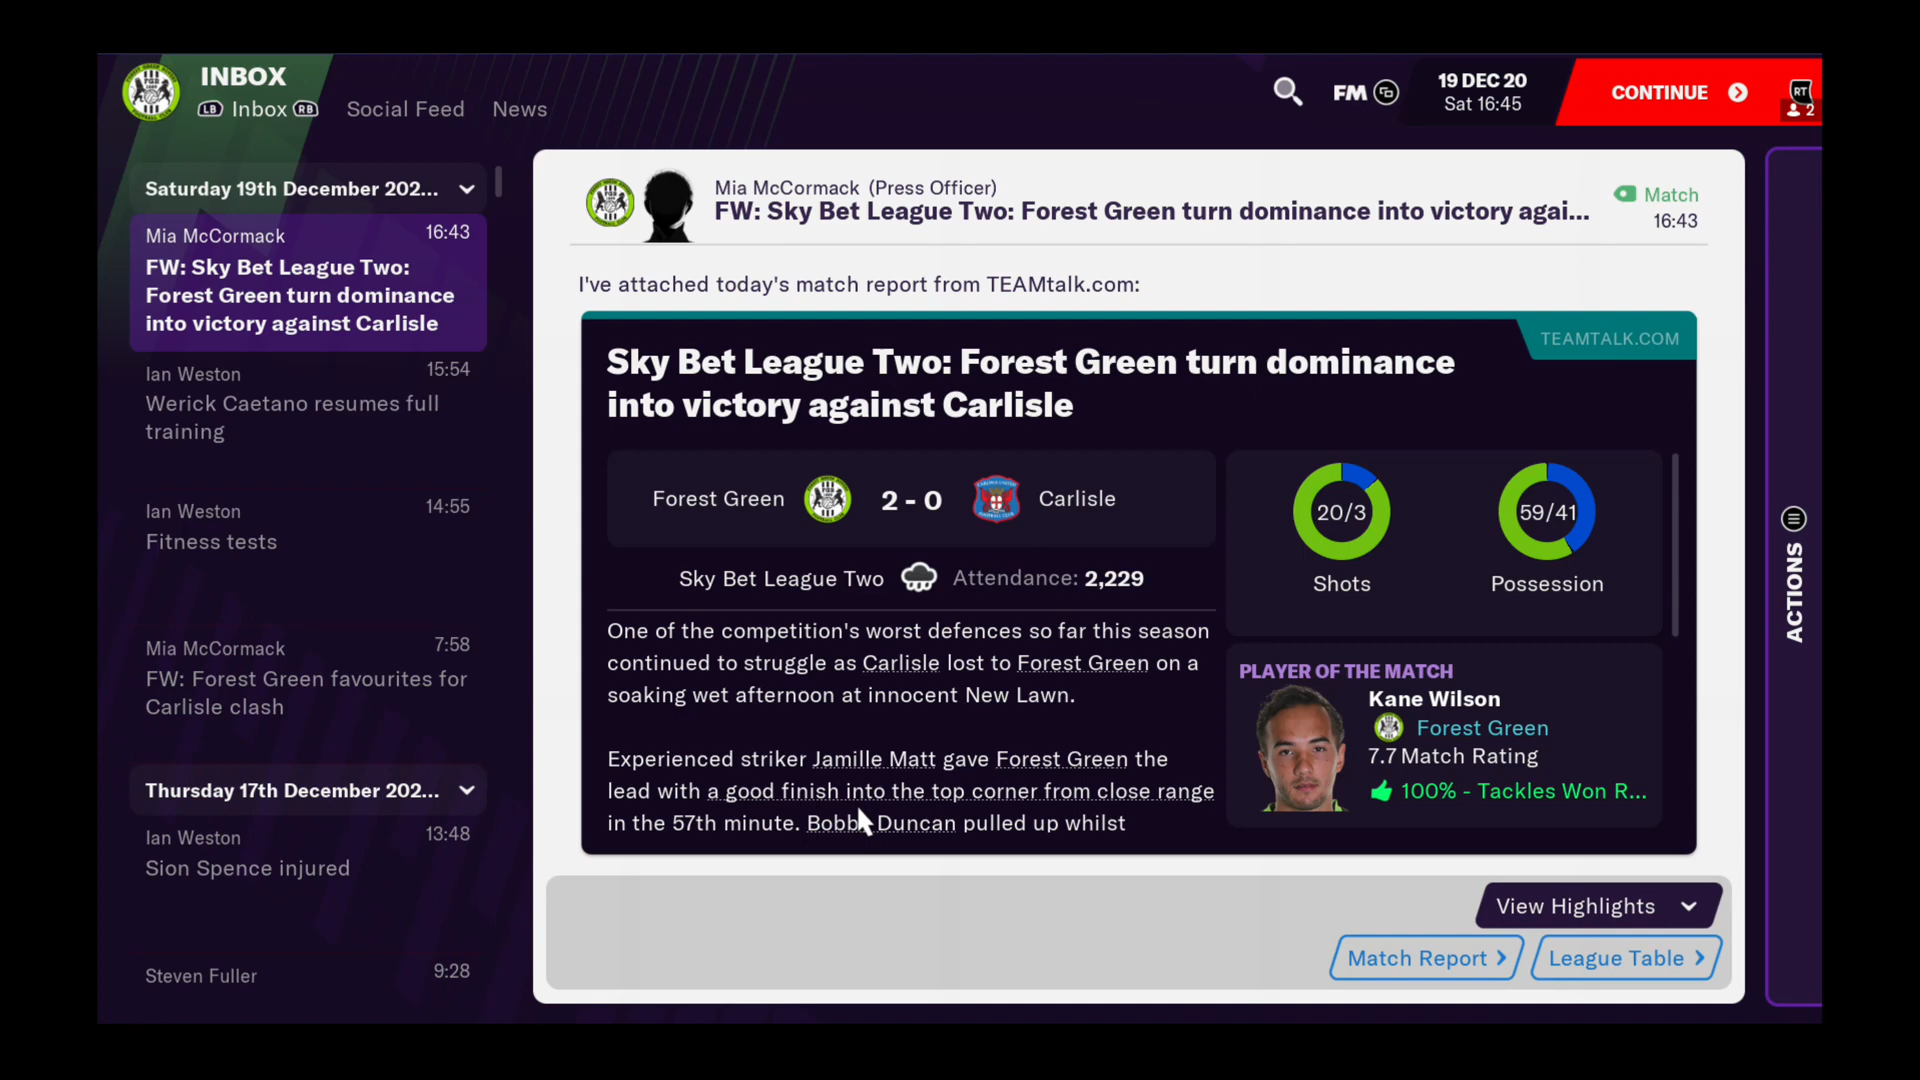 INBOX
LB Inbox RB Social Feed News
FM
19 DEC 20
Sat 16:45
CONTINUE
RT
2
Saturday 19th December 202...
Mia McCormack 16:43
FW: Sky Bet League Two:
Forest Green turn dominance
into victory against Carlisle
Ian Weston 15:54
Werick Caetano resumes full
training
Ian Weston 14:55
Fitness tests
Mia McCormack 7:58
FW: Forest Green favourites for
Carlisle clash
Thursday 17th December 202...
Ian Weston 13:48
Sion Spence injured
Steven Fuller 9:28
Mia McCormack (Press Officer)
FW: Sky Bet League Two: Forest Green turn dominance into victory agai...
Match
16:43
I've attached today's match report from TEAMtalk.com:
TEAMTALK.COM
Sky Bet League Two: Forest Green turn dominance
into victory against Carlisle
Forest Green 2 - 0 Carlisle
Sky Bet League Two Attendance: 2,229
One of the competition's worst defences so far this season
continued to struggle as Carlisle lost to Forest Green on a
soaking wet afternoon at innocent New Lawn.
Experienced striker Jamille Matt gave Forest Green the
lead with a good finish into the top corner from close range
in the 57th minute. Bobby Duncan pulled up whilst
20/3
Shots
59/41
Possession
PLAYER OF THE MATCH
Kane Wilson
Forest Green
7.7 Match Rating
100% - Tackles Won R...
View Highlights
Match Report
League Table
ACTIONS